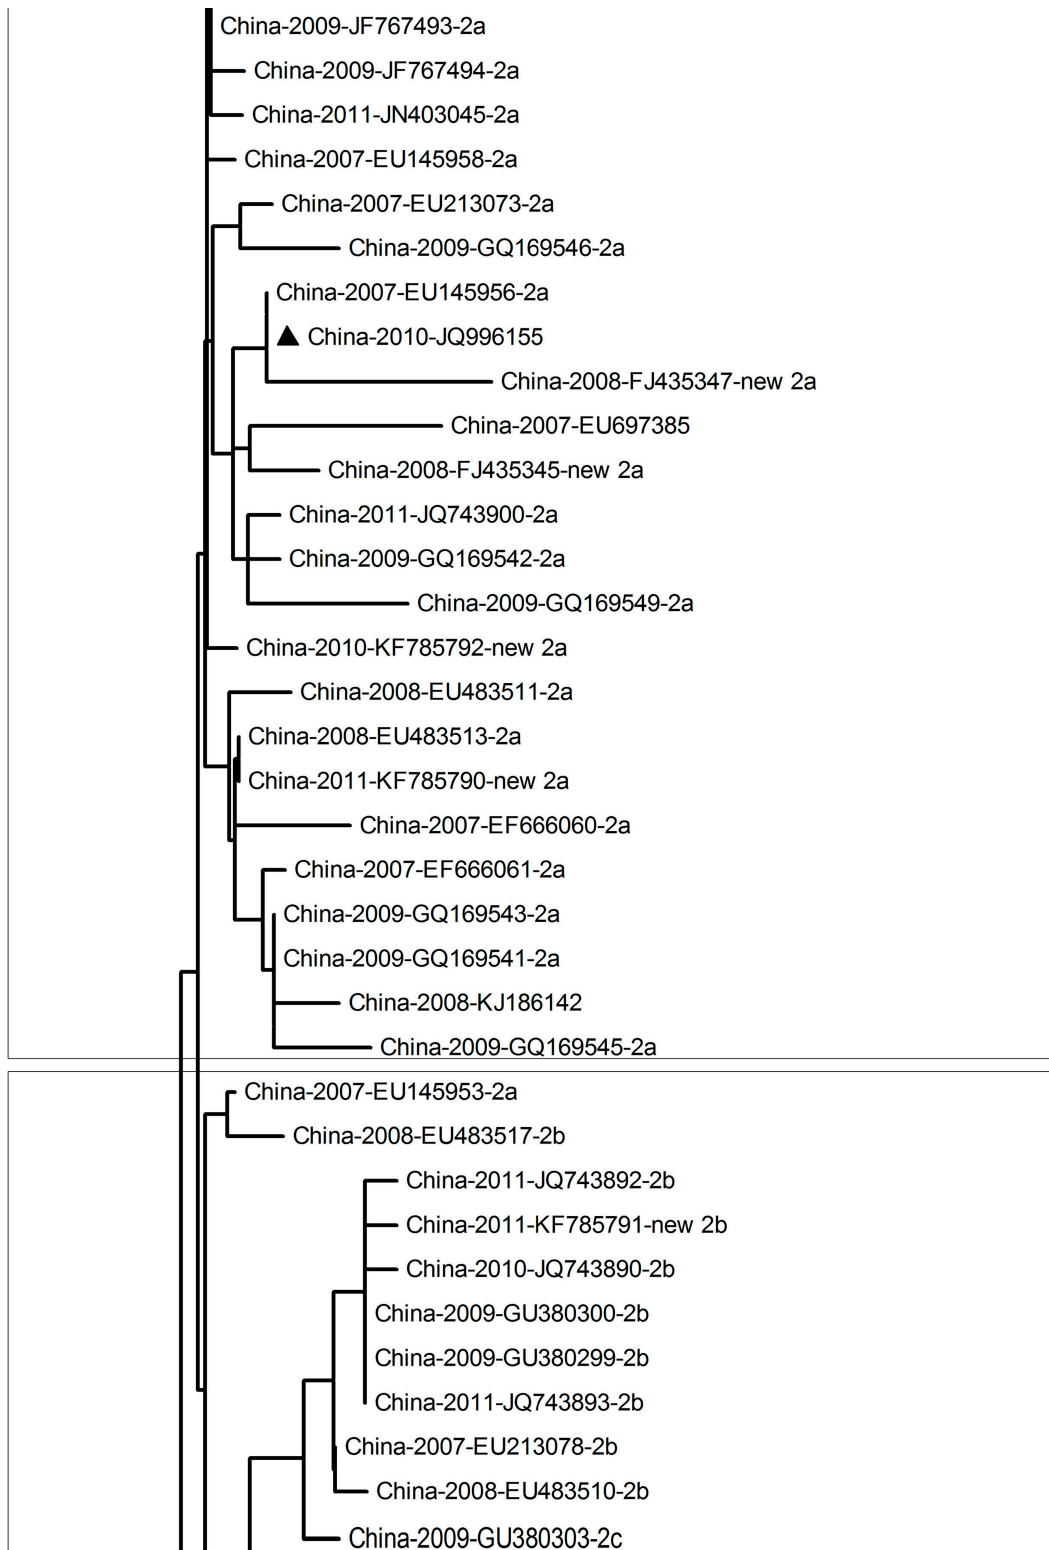 China-2009-JF767493-2a
China-2009-JF767494-2a
China-2011-JN403045-2a
China-2007-EU145958-2a
China-2007-EU213073-2a
China-2009-GQ169546-2a
China-2007-EU145956-2a
China-2010-JQ996155
China-2008-FJ435347-new 2a
China-2007-EU697385
China-2008-FJ435345-new 2a
China-2011-JQ743900-2a
China-2009-GQ169542-2a
China-2009-GQ169549-2a
China-2010-KF785792-new 2a
China-2008-EU483511-2a
China-2008-EU483513-2a
China-2011-KF785790-new 2a
China-2007-EF666060-2a
China-2007-EF666061-2a
China-2009-GQ169543-2a
China-2009-GQ169541-2a
China-2008-KJ186142
China-2009-GQ169545-2a
China-2007-EU145953-2a
China-2008-EU483517-2b
China-2011-JQ743892-2b
China-2011-KF785791-new 2b
China-2010-JQ743890-2b
China-2009-GU380300-2b
China-2009-GU380299-2b
China-2011-JQ743893-2b
China-2007-EU213078-2b
China-2008-EU483510-2b
China-2009-GU380303-2c